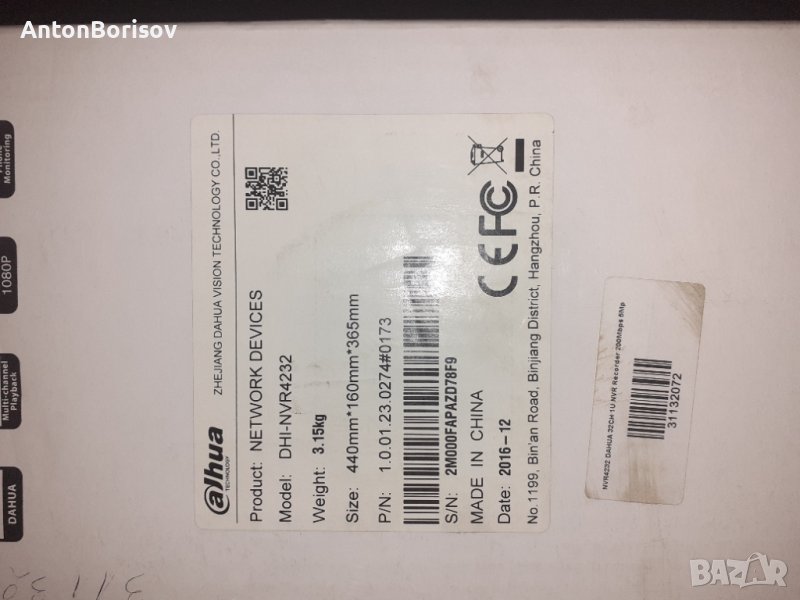 AntonBorisov
Monitoring
1080P
Multi-channel
Playback
DAHUA
alhua
TECHNOLOGY
ZHEJIANG DAHUA VISION TECHNOLOGY CO.,LTD.
Product: NETWORK DEVICES
Model: DHI-NVR4232
Weight: 3.15kg
Size: 440mm*160mm*365mm
P/N: 1.0.01.23.0274#0173
S/N: 2M000FAPAZD78F9
MADE IN CHINA
Date: 2016-12
CE FC
No.1199, Bin'an Road, Binjiang District, Hangzhou, P.R. China
NVR4232 DAHUA 32CH 1U NVR Recorder 200Mbps 5Mp
31132072
BAZAR